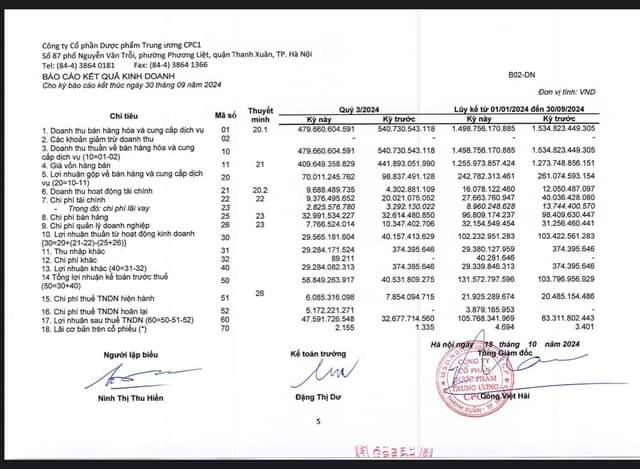 Công ty Cổ phần Dược phẩm Trung ương CPC1
Số 87 phố Nguyễn Văn Trỗi, phường Phương Liệt, quận Thanh Xuân, TP. Hà Nội
Tel: (84-4) 3864 0181 Fax: (84-4) 3864 1366
BÁO CÁO KẾT QUẢ KINH DOANH B02-DN
Cho kỳ báo cáo kết thúc ngày 30 tháng 09 năm 2024
Đơn vị tính: VND
Chỉ tiêu Mã số Thuyết minh Quý 3/2024 Lũy kế từ 01/01/2024 đến 30/09/2024
Kỳ này Kỳ trước Kỳ này Kỳ trước
1. Doanh thu bán hàng hóa và cung cấp dịch vụ 01 20.1 479.660.604.591 540.730.543.118 1.498.756.170.885 1.534.823.449.305
2. Các khoản giảm trừ doanh thu 02
3. Doanh thu thuần về bán hàng hóa và cung
cấp dịch vụ (10=01-02) 10 479.660.604.591 540.730.543.118 1.498.756.170.885 1.534.823.449.305
4. Giá vốn hàng bán 11 21 409.649.358.829 441.893.051.990 1.255.973.857.424 1.273.748.856.151
5. Lợi nhuận gộp về bán hàng và cung cấp dịch
vụ (20=10-11) 20 70.011.245.762 98.837.491.128 242.782.313.461 261.074.593.154
6. Doanh thu hoạt động tài chính 21 20.2 9.688.489.735 4.302.881.109 16.078.122.460 12.050.487.097
7. Chi phí tài chính 22 22 9.376.495.652 20.021.075.052 27.663.760.947 40.036.428.080
- Trong đó: chi phí lãi vay 23 2.825.576.780 3.292.130.022 8.960.248.628 13.744.400.570
8. Chi phí bán hàng 25 23 32.991.534.227 32.614.480.850 96.809.174.237 98.409.630.447
9. Chi phí quản lý doanh nghiệp 26 23 7.766.524.014 10.347.402.706 32.154.549.454 31.256.460.441
10. Lợi nhuận thuần từ hoạt động kinh doanh
{30=20+(21-22)-(25+26)} 30 29.565.181.604 40.157.413.629 102.232.951.283 103.422.561.283
11. Thu nhập khác 31 29.284.171.524 374.395.646 29.380.127.959 374.395.646
12. Chi phí khác 32 89.211 - 40.281.646 -
13. Lợi nhuận khác (40=31-32) 40 29.284.082.313 374.395.646 29.339.846.313 374.395.646
14 Tổng lợi nhuận kế toán trước thuế
(50=30+40) 50 58.849.263.917 40.531.809.275 131.572.797.596 103.796.956.929
15. Chi phí thuế TNDN hiện hành 51 26 6.085.316.098 7.854.094.715 21.925.289.674 20.485.154.486
16. Chi phí thuế TNDN hoãn lại 52 5.172.221.271 - 3.879.165.953 -
17. Lợi nhuận sau thuế TNDN (60=50-51-52) 60 47.591.726.548 32.677.714.560 105.768.341.969 83.311.802.443
18. Lãi cơ bản trên cổ phiếu (*) 70 2.155 1.335 4.694 3.401
Hà Nội ngày 18 tháng 10 năm 2024
Người lập biểu Kế toán trưởng Tổng Giám đốc
CÔNG TY
CỔ PHẦN
DƯỢC PHẨM
TRUNG ƯƠNG
CPC1
Ninh Thị Thu Hiền Đặng Thị Dư Công Việt Hải
5